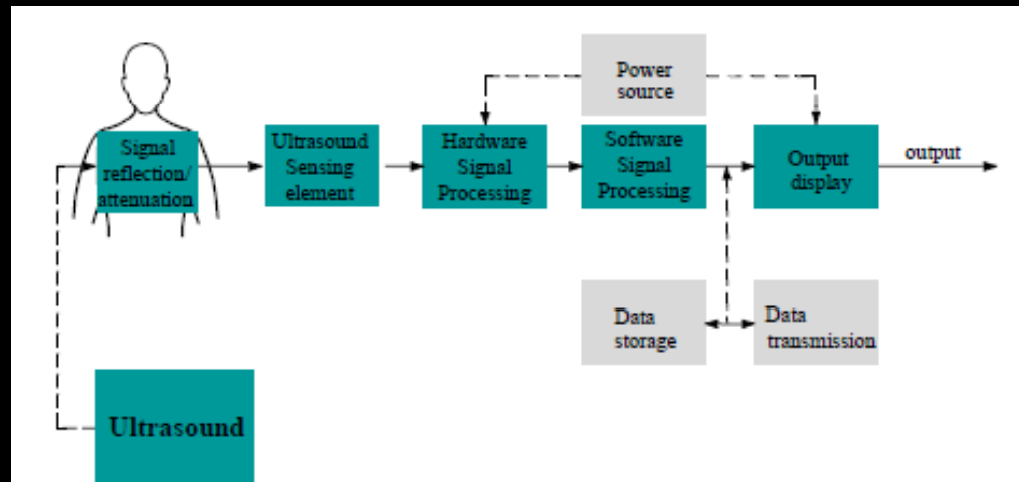 Power
source
Signal
reflection/
attenuation
Ultrasound
Sensing
element
Hardware
Signal
Processing
Software
Signal
Processing
Output
display
output
Data
storage
Data
transmission
Ultrasound